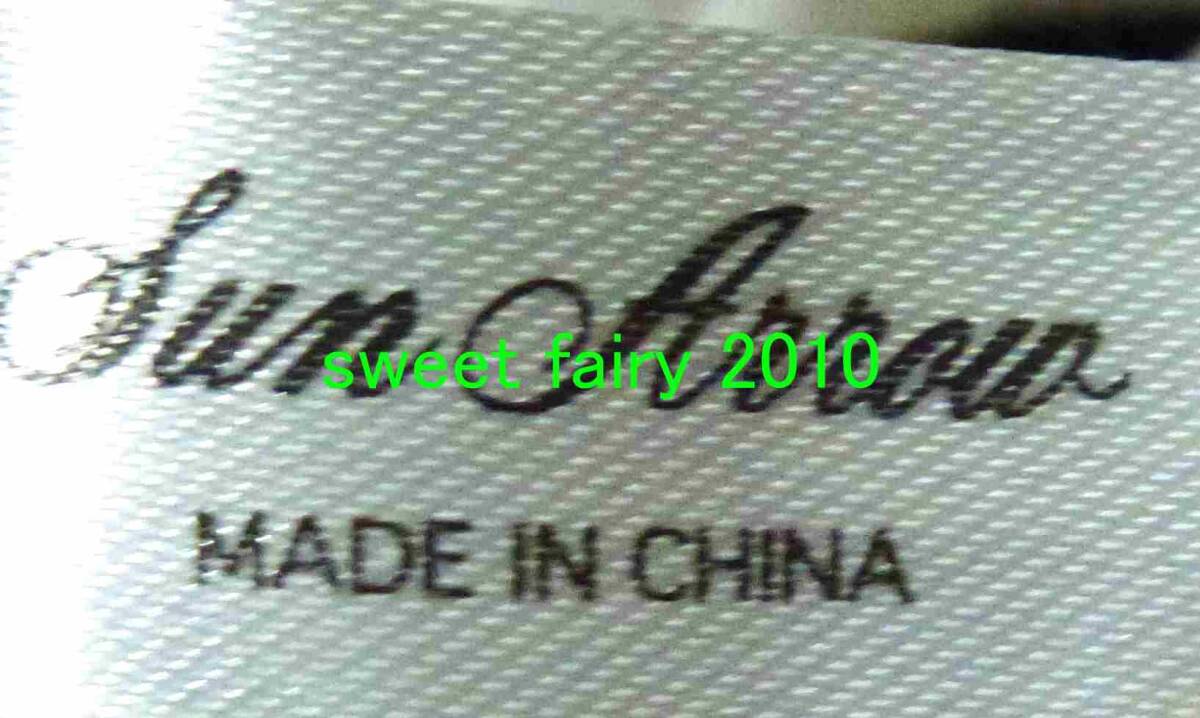 Sun Arrow
sweet fairy 2010
MADE IN CHINA